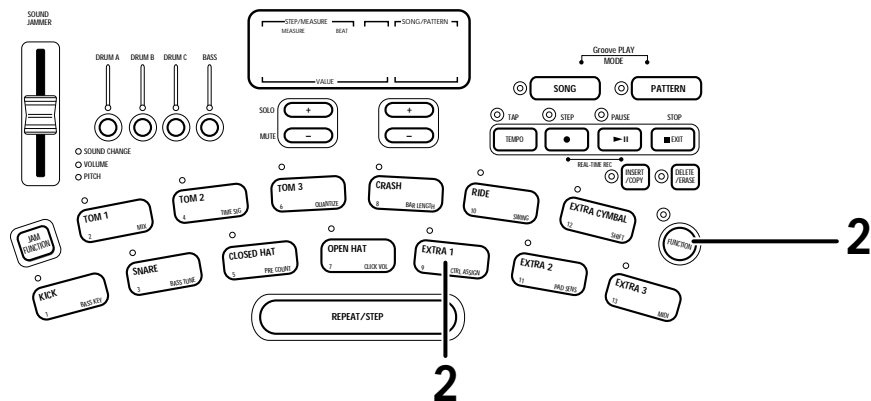 SOUND
JAMMER
STEP/MEASURE
SONG/PATTERN
MEASURE
BEAT
VALUE
DRUM A
DRUM B
DRUM C
BASS
SOLO
+
+
MUTE
–
–
SOUND CHANGE
VOLUME
PITCH
Groove PLAY
MODE
SONG
PATTERN
TAP
STEP
PAUSE
STOP
TEMPO
●
►II
■ EXIT
REAL-TIME REC
INSERT
/COPY
DELETE
/ERASE
JAM
FUNCTION
TOM 1
2 MIX
TOM 2
4 TIME SIG
TOM 3
6 QUANTIZE
CRASH
8 BAR LENGTH
RIDE
10 SWING
EXTRA CYMBAL
12 SHIFT
FUNCTION
2
KICK
1 BASS KEY
SNARE
3 BASS TUNE
CLOSED HAT
5 PRE COUNT
OPEN HAT
7 CLICK VOL
EXTRA 1
9 CTRL ASSIGN
EXTRA 2
11 PAD SENS
EXTRA 3
13 MIDI
REPEAT/STEP
2